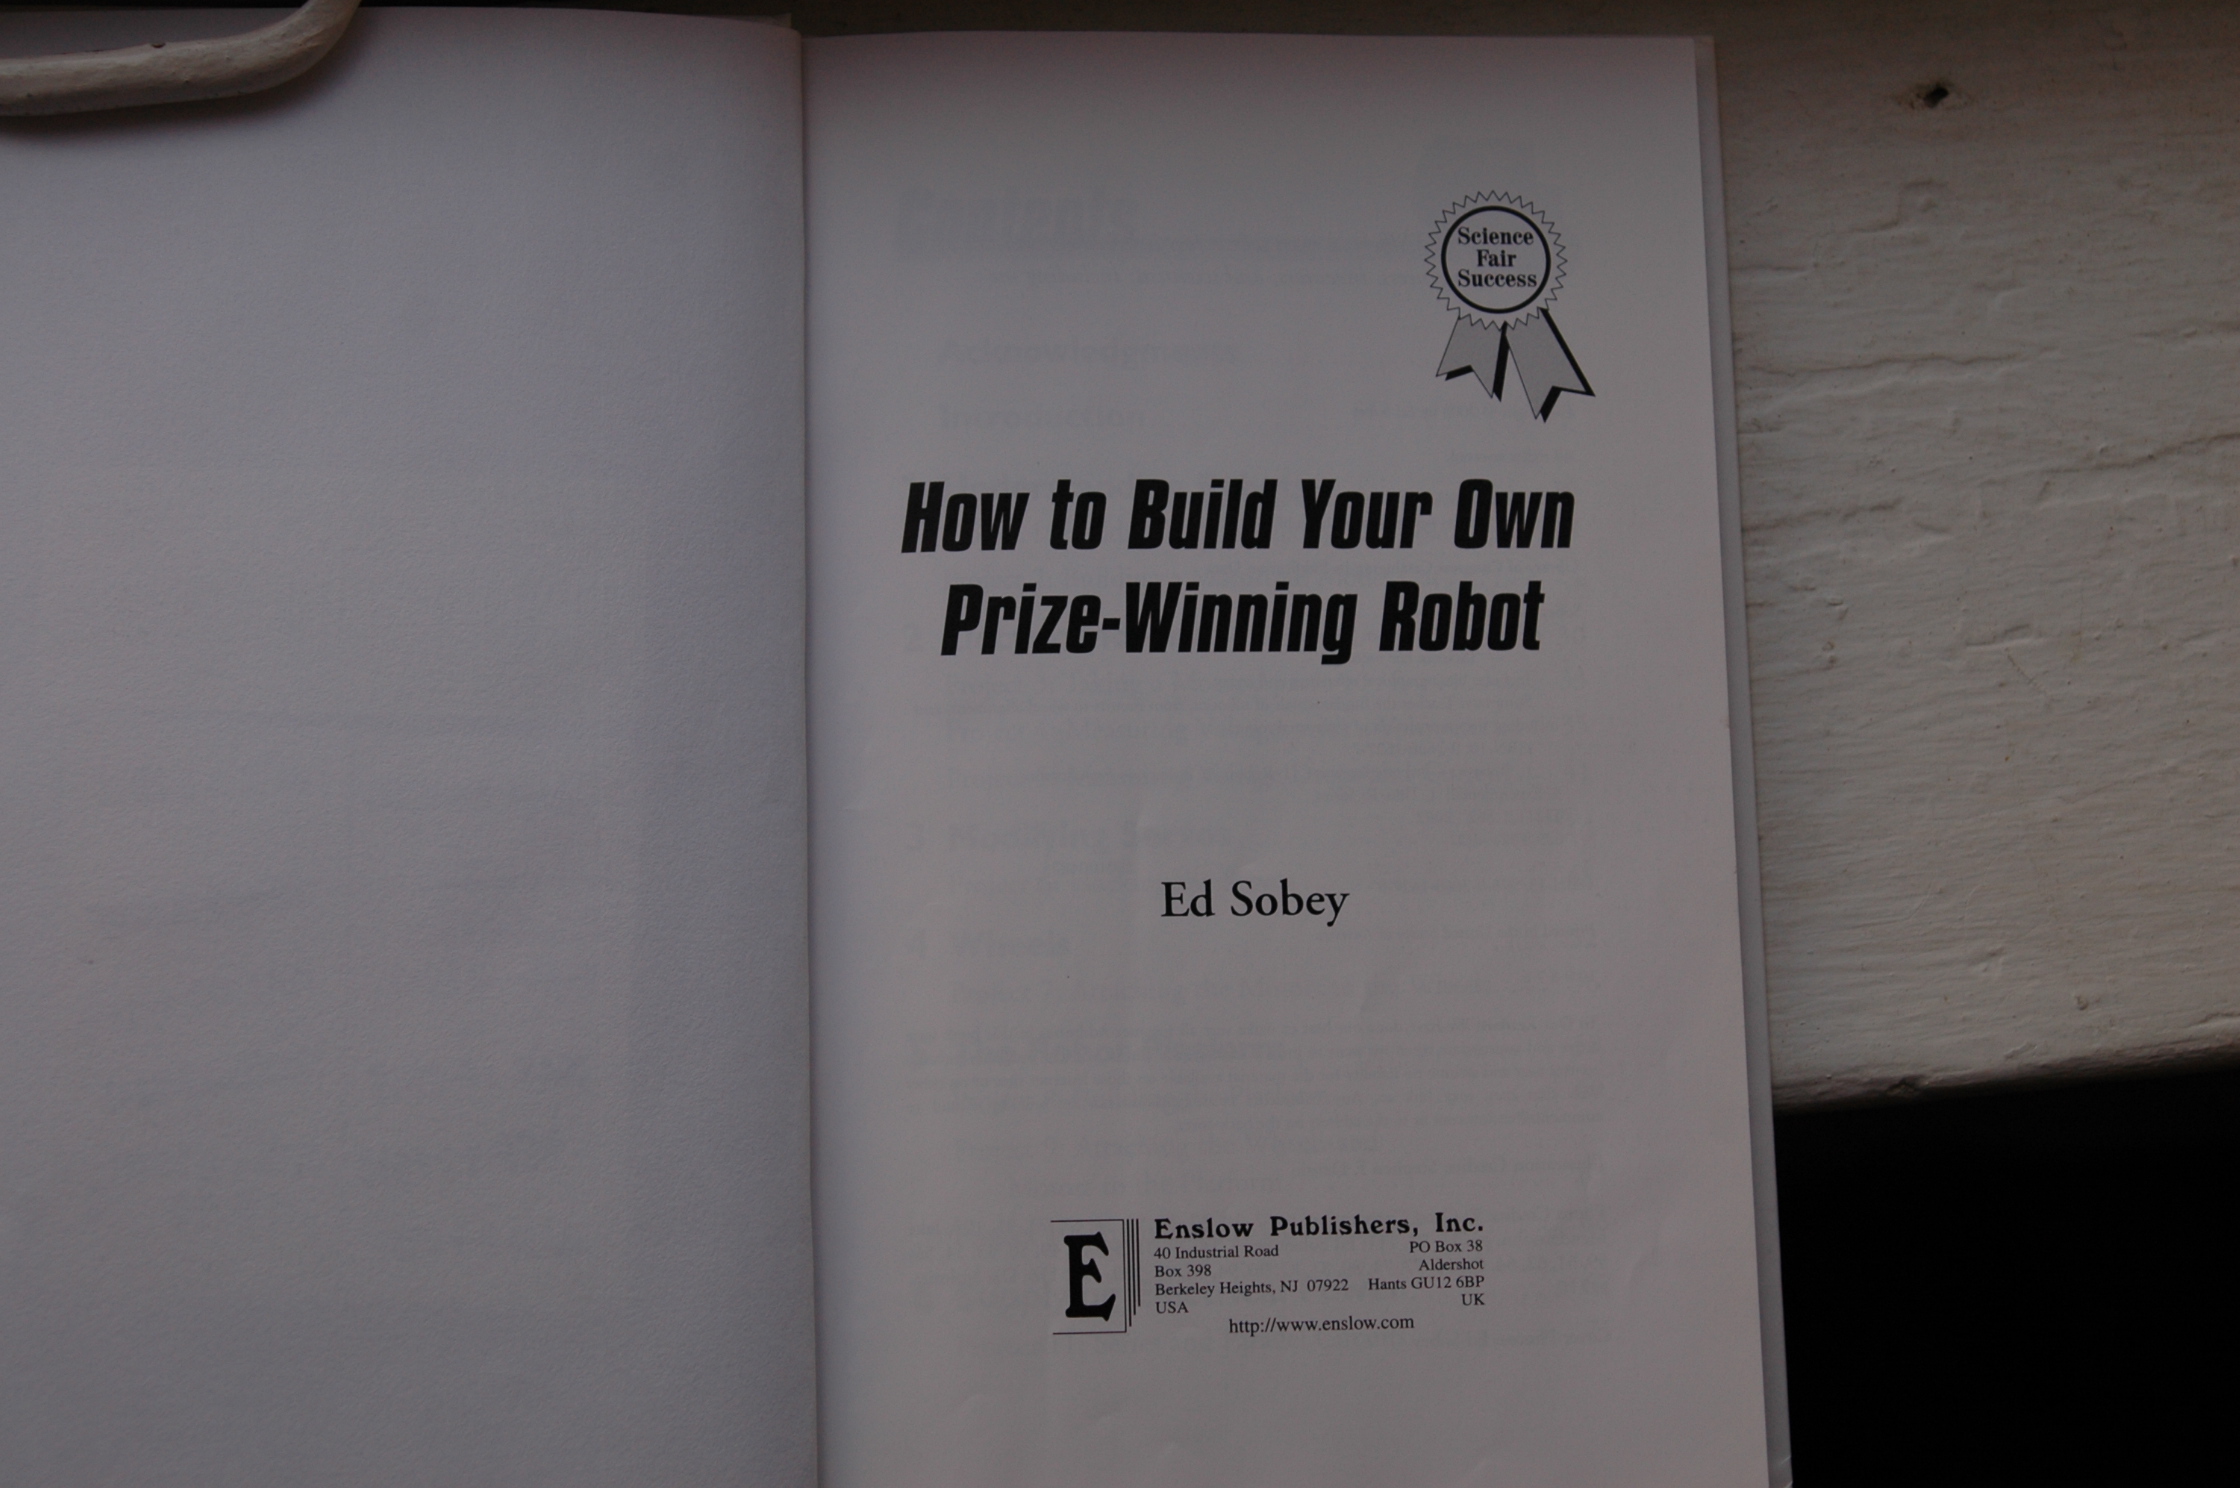 Science
Fair
Success
How to Build Your Own
Prize-Winning Robot
Ed Sobey
E
Enslow Publishers, Inc.
40 Industrial Road PO Box 38
Box 398 Aldershot
Berkeley Heights, NJ 07922 Hants GU12 6BP
USA UK
http://www.enslow.com